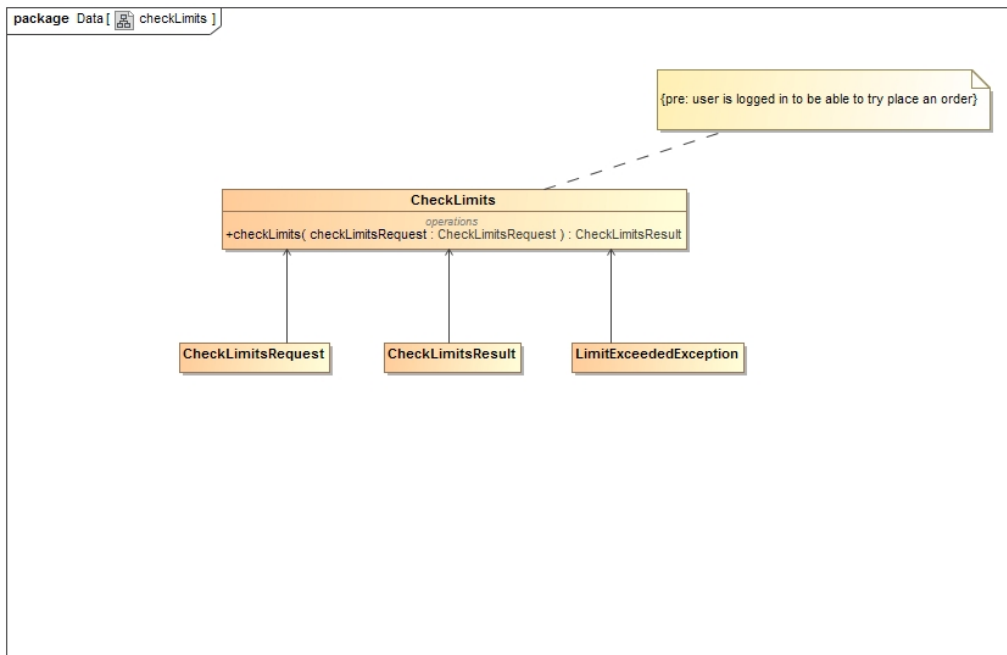 package Data [ checkLimits ]
{pre: user is logged in to be able to try place an order}
CheckLimits
operations
+checkLimits( checkLimitsRequest : CheckLimitsRequest ) : CheckLimitsResult
CheckLimitsRequest
CheckLimitsResult
LimitExceededException